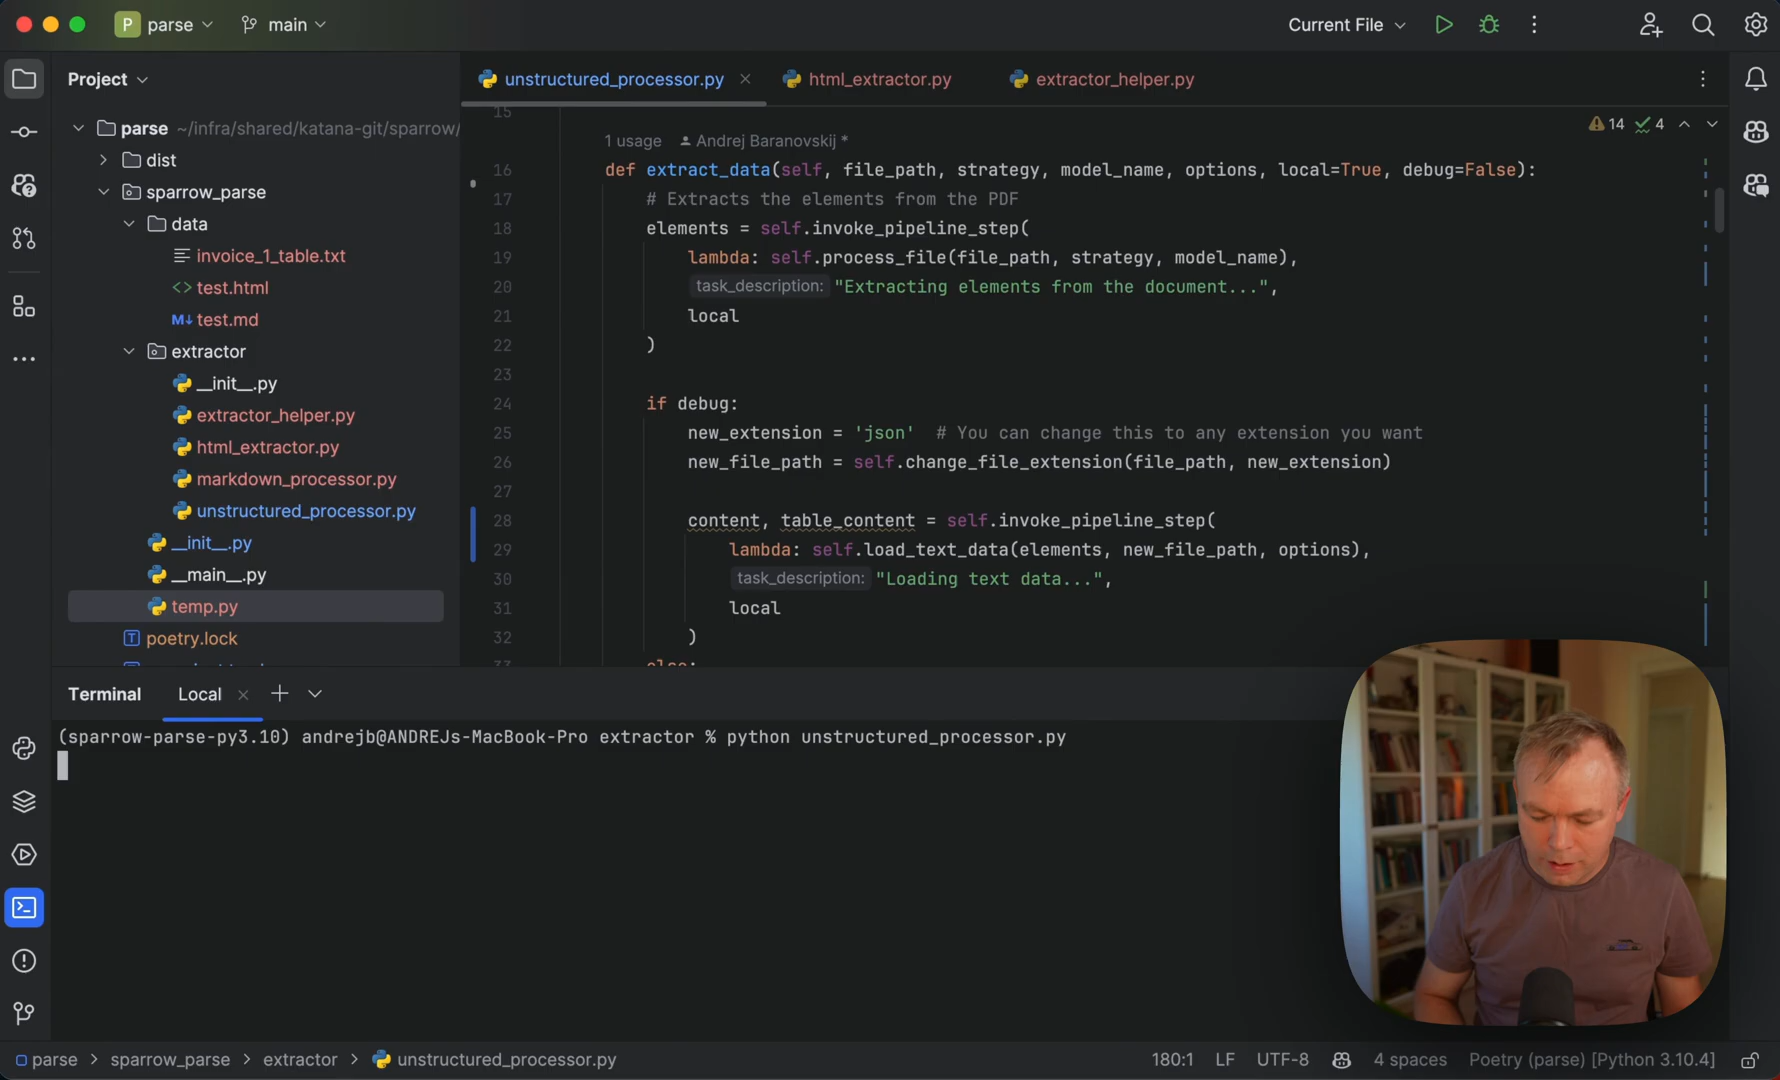 P parse
main
Current File
Project
unstructured_processor.py
html_extractor.py
extractor_helper.py
parse ~/infra/shared/katana-git/sparrow/
dist
sparrow_parse
data
invoice_1_table.txt
<> test.html
M↓ test.md
extractor
__init__.py
extractor_helper.py
html_extractor.py
markdown_processor.py
unstructured_processor.py
__init__.py
__main__.py
temp.py
T poetry.lock
14 4
15
1 usage Andrej Baranovskij *
16 def extract_data(self, file_path, strategy, model_name, options, local=True, debug=False):
17 # Extracts the elements from the PDF
18 elements = self.invoke_pipeline_step(
19 lambda: self.process_file(file_path, strategy, model_name),
20 task_description: "Extracting elements from the document...",
21 local
22 )
23
24 if debug:
25 new_extension = 'json' # You can change this to any extension you want
26 new_file_path = self.change_file_extension(file_path, new_extension)
27
28 content, table_content = self.invoke_pipeline_step(
29 lambda: self.load_text_data(elements, new_file_path, options),
30 task_description: "Loading text data...",
31 local
32 )
33 else:
Terminal Local
(sparrow-parse-py3.10) andrejb@ANDREJs-MacBook-Pro extractor % python unstructured_processor.py
parse > sparrow_parse > extractor > unstructured_processor.py
180:1 LF UTF-8 4 spaces Poetry (parse) [Python 3.10.4]